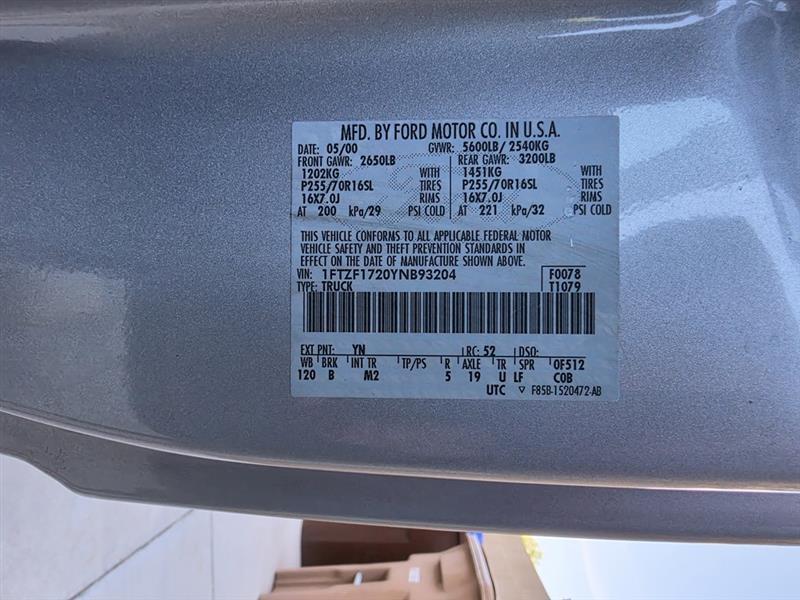 MFD. BY FORD MOTOR CO. IN U.S.A.
DATE: 05/00 GVWR: 5600LB/ 2540KG
FRONT GAWR: 2650LB REAR GAWR: 3200LB
1202KG WITH 1451KG WITH
P255/70R16SL TIRES P255/70R16SL TIRES
16X7.0J RIMS 16X7.0J RIMS
AT 200 kPa/29 PSI COLD AT 221 kPa/32 PSI COLD
THIS VEHICLE CONFORMS TO ALL APPLICABLE FEDERAL MOTOR
VEHICLE SAFETY AND THEFT PREVENTION STANDARDS IN
EFFECT ON THE DATE OF MANUFACTURE SHOWN ABOVE.
VIN: 1FTZF1720YNB93204 F0078
TYPE: TRUCK T1079
EXT PNT: YN RC: 52 DSO:
WB BRK INT TR TP/PS R AXLE TR SPR 0F512
120 B M2 5 19 U LF COB
UTC ▽ F85B-1520472-AB